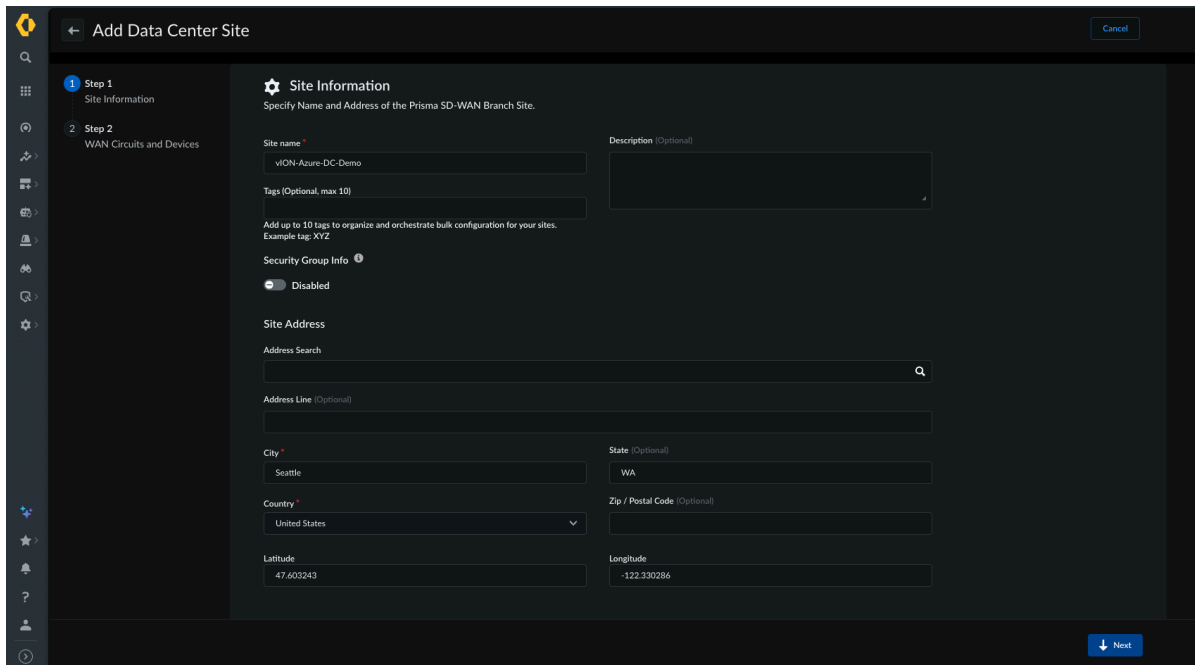 Add Data Center Site
Cancel
1 Step 1
Site Information
2 Step 2
WAN Circuits and Devices
Site Information
Specify Name and Address of the Prisma SD-WAN Branch Site.
Site name *
vION-Azure-DC-Demo
Description (Optional)
Tags (Optional, max 10)
Add up to 10 tags to organize and orchestrate bulk configuration for your sites.
Example tag: XYZ
Security Group Info
Disabled
Site Address
Address Search
Address Line (Optional)
City *
Seattle
State (Optional)
WA
Country *
United States
Zip / Postal Code (Optional)
Latitude
47.603243
Longitude
-122.330286
Next